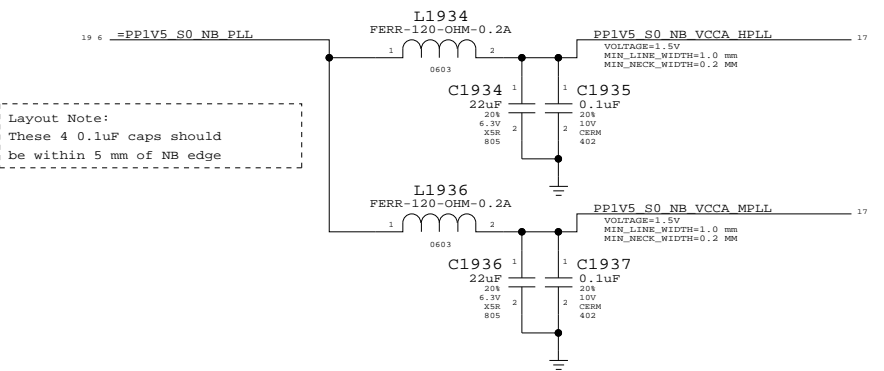 L1934
FERR-120-OHM-0.2A
19 6 =PP1V5_S0_NB_PLL
PP1V5_S0_NB_VCCA_HPLL
17
1
2
VOLTAGE=1.5V
MIN_LINE_WIDTH=1.0 mm
MIN_NECK_WIDTH=0.2 MM
0603
C1934
22uF
20%
6.3V
X5R
805
1
2
1
2
C1935
0.1uF
20%
10V
CERM
402
Layout Note:
These 4 0.1uF caps should
be within 5 mm of NB edge
L1936
FERR-120-OHM-0.2A
PP1V5_S0_NB_VCCA_MPLL
17
1
2
VOLTAGE=1.5V
MIN_LINE_WIDTH=1.0 mm
MIN_NECK_WIDTH=0.2 MM
0603
C1936
22uF
20%
6.3V
X5R
805
1
2
1
2
C1937
0.1uF
20%
10V
CERM
402